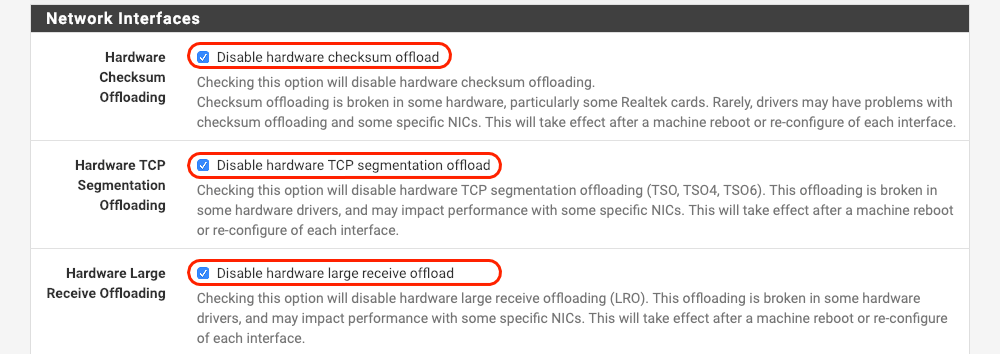 Network Interfaces
Hardware Checksum Offloading
Disable hardware checksum offload
Checking this option will disable hardware checksum offloading.
Checksum offloading is broken in some hardware, particularly some Realtek cards. Rarely, drivers may have problems with
checksum offloading and some specific NICs. This will take effect after a machine reboot or re-configure of each interface.
Hardware TCP Segmentation Offloading
Disable hardware TCP segmentation offload
Checking this option will disable hardware TCP segmentation offloading (TSO, TSO4, TSO6). This offloading is broken in
some hardware drivers, and may impact performance with some specific NICs. This will take effect after a machine reboot
or re-configure of each interface.
Hardware Large Receive Offloading
Disable hardware large receive offload
Checking this option will disable hardware large receive offloading (LRO). This offloading is broken in some hardware
drivers, and may impact performance with some specific NICs. This will take effect after a machine reboot or re-configure
of each interface.